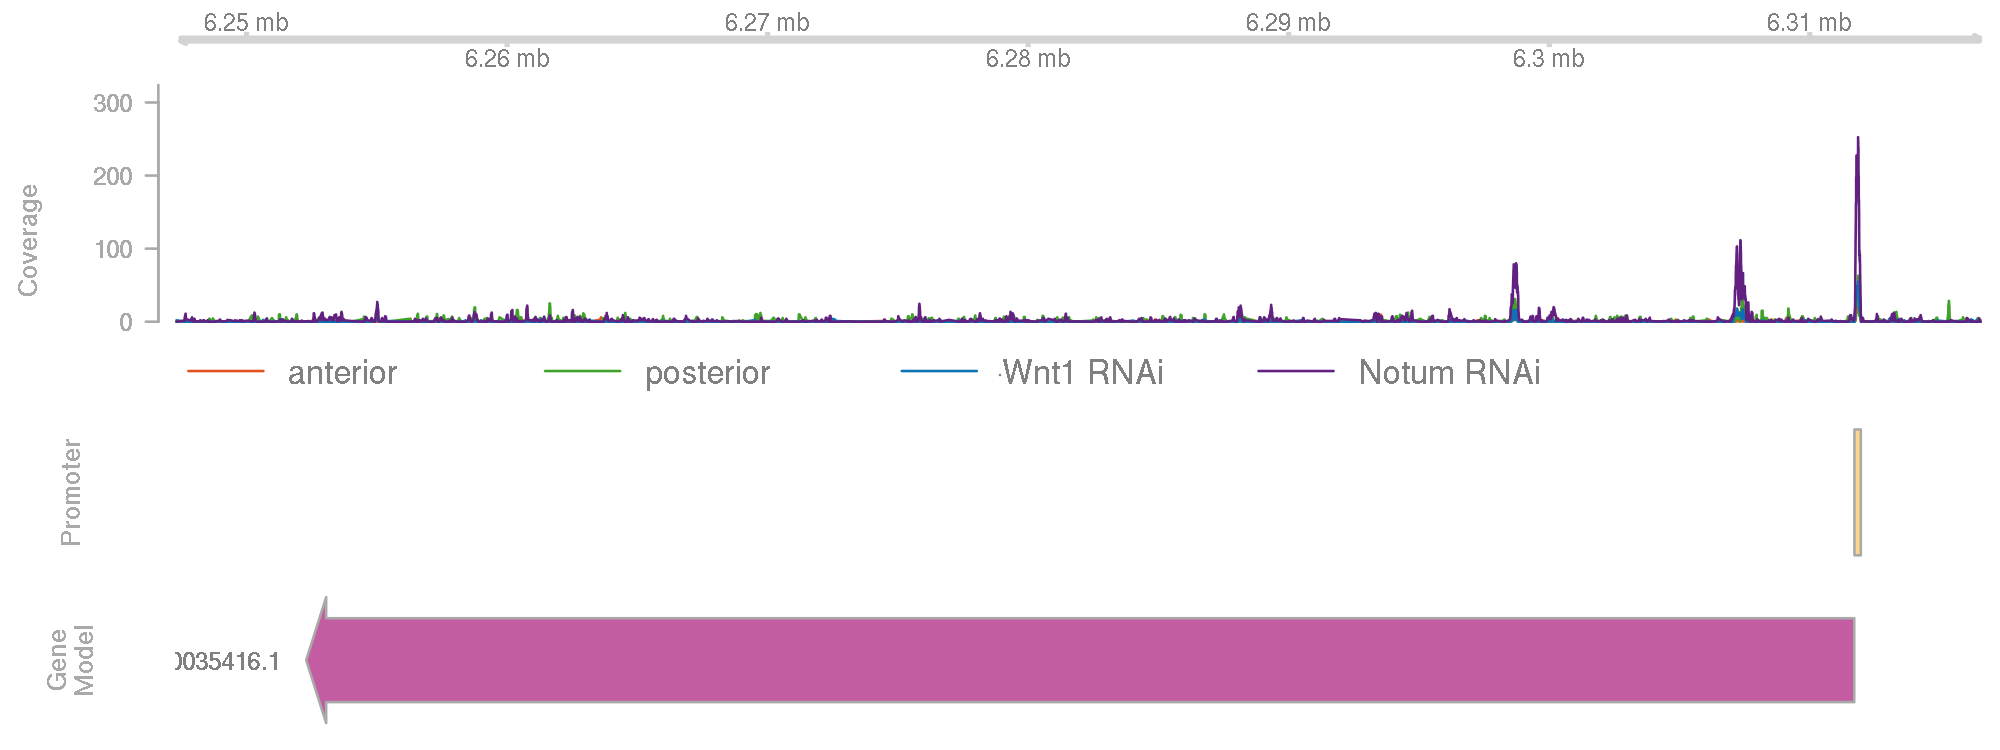 6.25 mb 6.27 mb 6.29 mb 6.31 mb
6.26 mb 6.28 mb 6.3 mb
300
200
100
0
Coverage
anterior posterior Wnt1 RNAi Notum RNAi
Promoter
Gene
Model
0035416.1